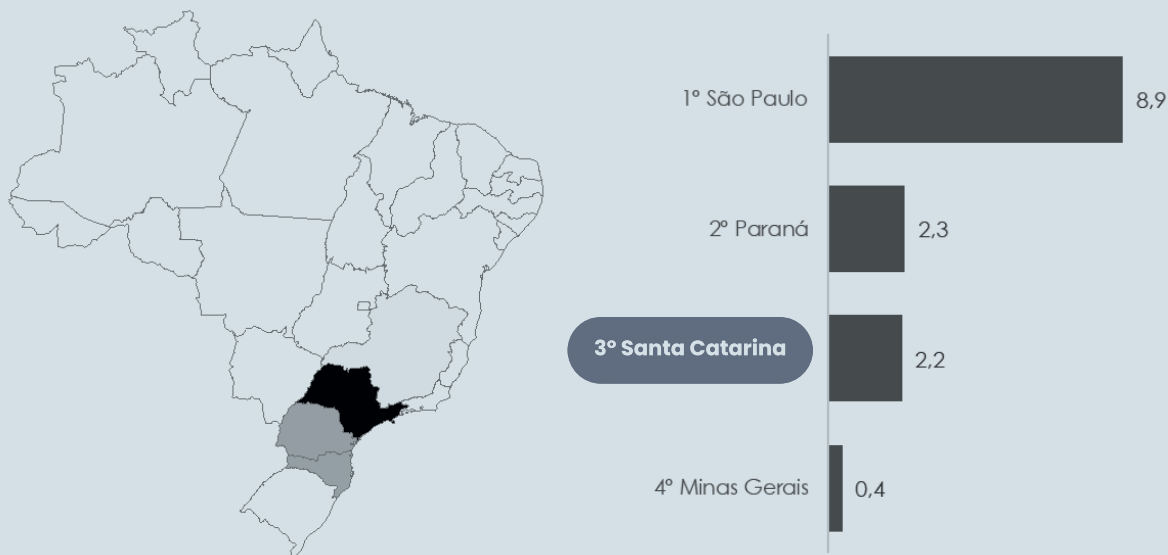 1º São Paulo
8,9
2º Paraná
2,3
3º Santa Catarina
2,2
4º Minas Gerais
0,4